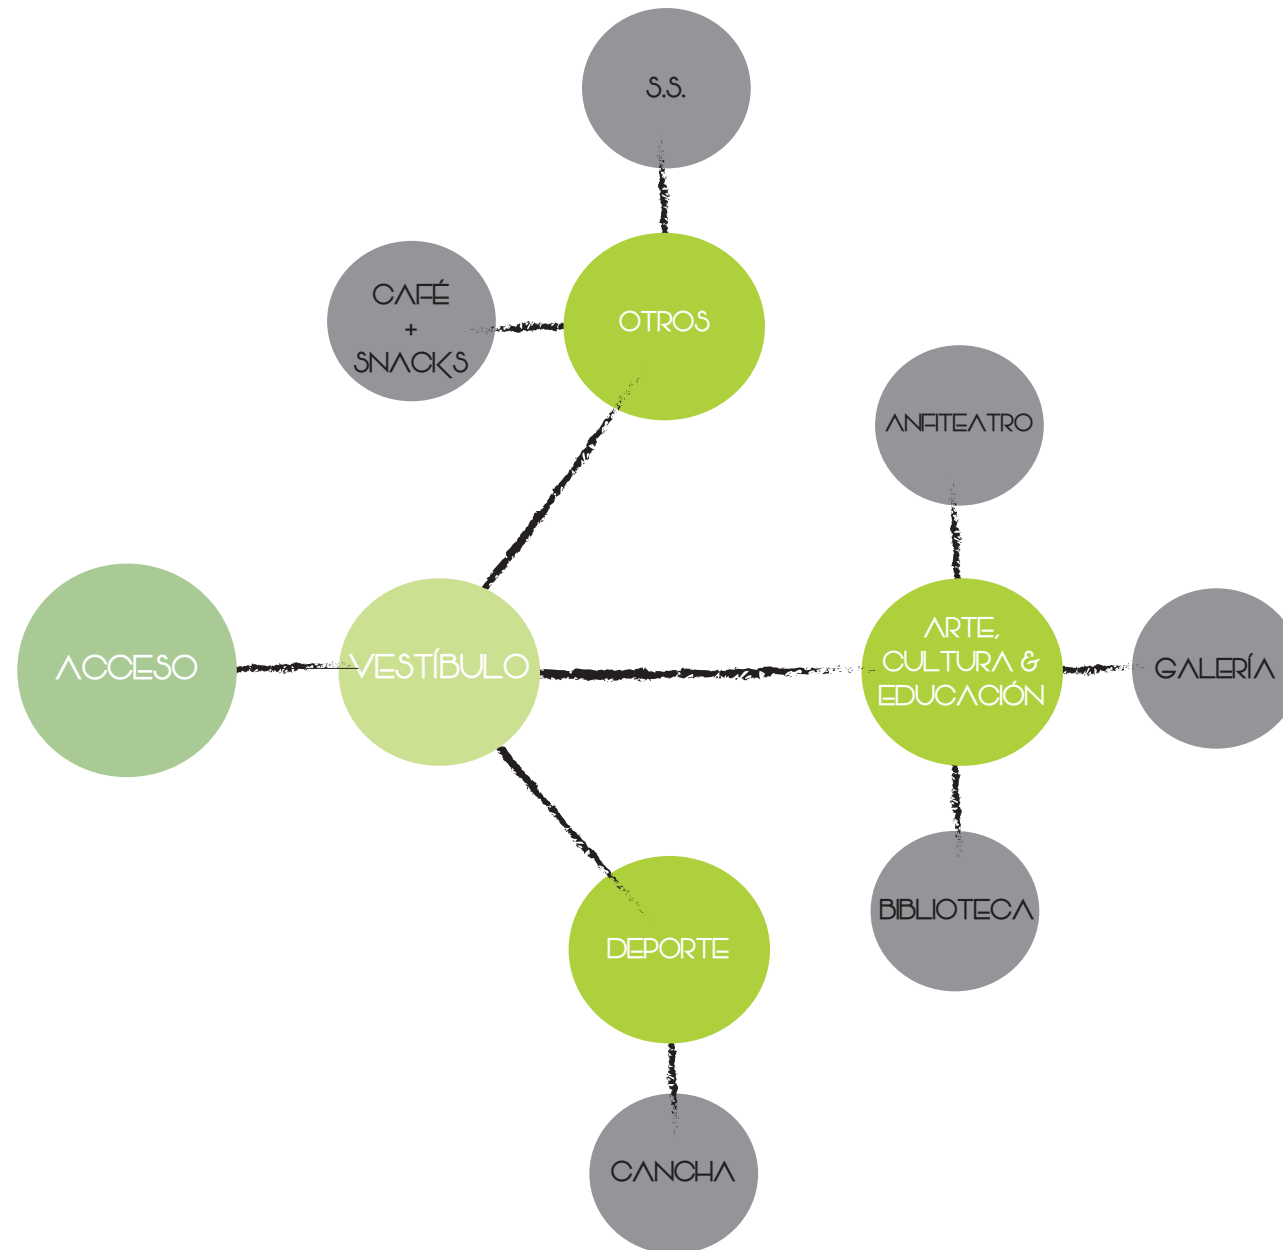 S.S.
CAFÉ
+
SNACKS
OTROS
ANFITEATRO
ACCESO
VESTÍBULO
ARTE,
CULTURA &
EDUCACIÓN
GALERÍA
BIBLIOTECA
DEPORTE
CANCHA